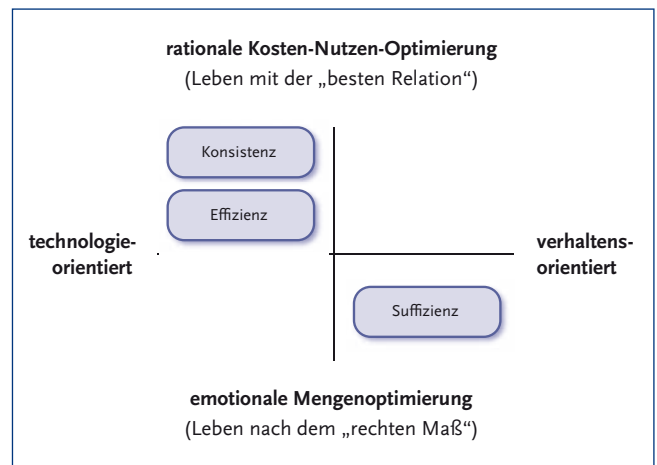 rationale Kosten-Nutzen-Optimierung
(Leben mit der „besten Relation“)
Konsistenz
Effizienz
technologie-
orientiert
verhaltens-
orientiert
Suffizienz
emotionale Mengenoptimierung
(Leben nach dem „rechten Maß“)